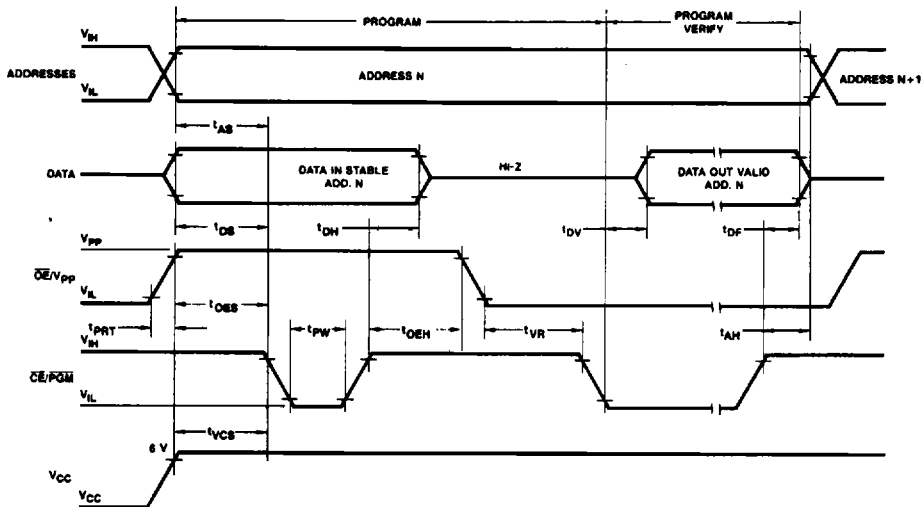 PROGRAM
PROGRAM
VERIFY
VIH
ADDRESSES
ADDRESS N
ADDRESS N+1
VIL
tAS
DATA
DATA IN STABLE
ADD. N
HI-Z
DATA OUT VALIO
ADD. N
tDS
tDH
tDV
tDF
VPP
OE/VPP
VIL
tOES
tPRT
tPW
tOEH
tVR
tAH
VIH
CE/PGM
VIL
tVCS
6 V
VCC
VCC